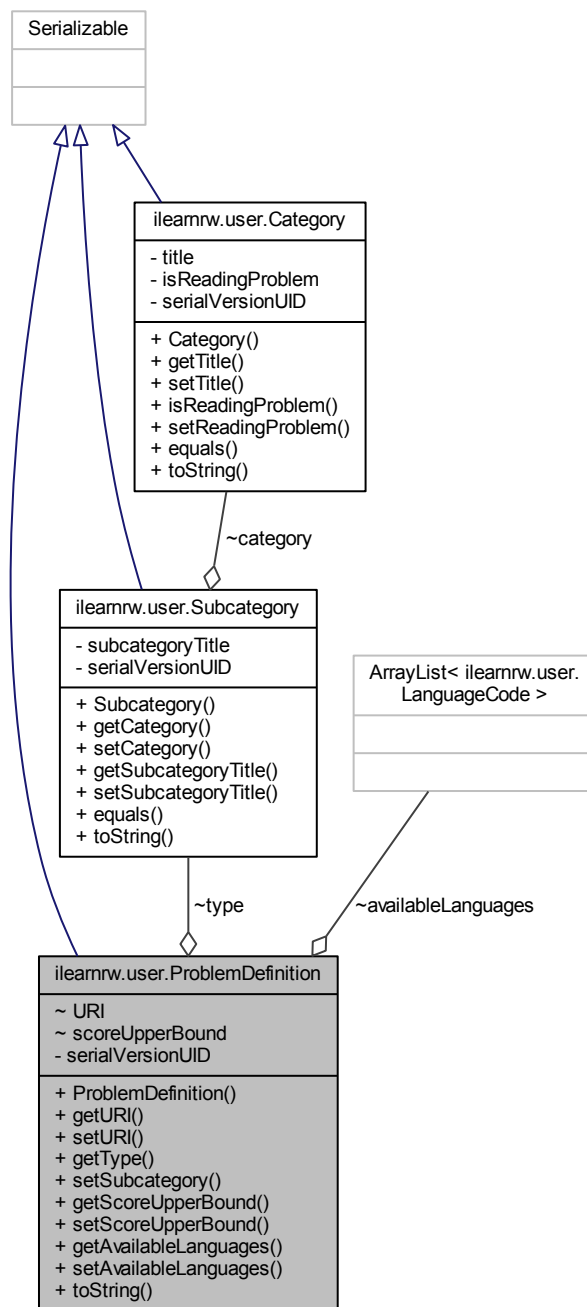 Serializable
ilearnrw.user.Category
- title
- isReadingProblem
- serialVersionUID
+ Category()
+ getTitle()
+ setTitle()
+ isReadingProblem()
+ setReadingProblem()
+ equals()
+ toString()
~category
ilearnrw.user.Subcategory
- subcategoryTitle
- serialVersionUID
+ Subcategory()
+ getCategory()
+ setCategory()
+ getSubcategoryTitle()
+ setSubcategoryTitle()
+ equals()
+ toString()
ArrayList< ilearnrw.user.
LanguageCode >
~type
~availableLanguages
ilearnrw.user.ProblemDefinition
~ URI
~ scoreUpperBound
- serialVersionUID
+ ProblemDefinition()
+ getURI()
+ setURI()
+ getType()
+ setSubcategory()
+ getScoreUpperBound()
+ setScoreUpperBound()
+ getAvailableLanguages()
+ setAvailableLanguages()
+ toString()